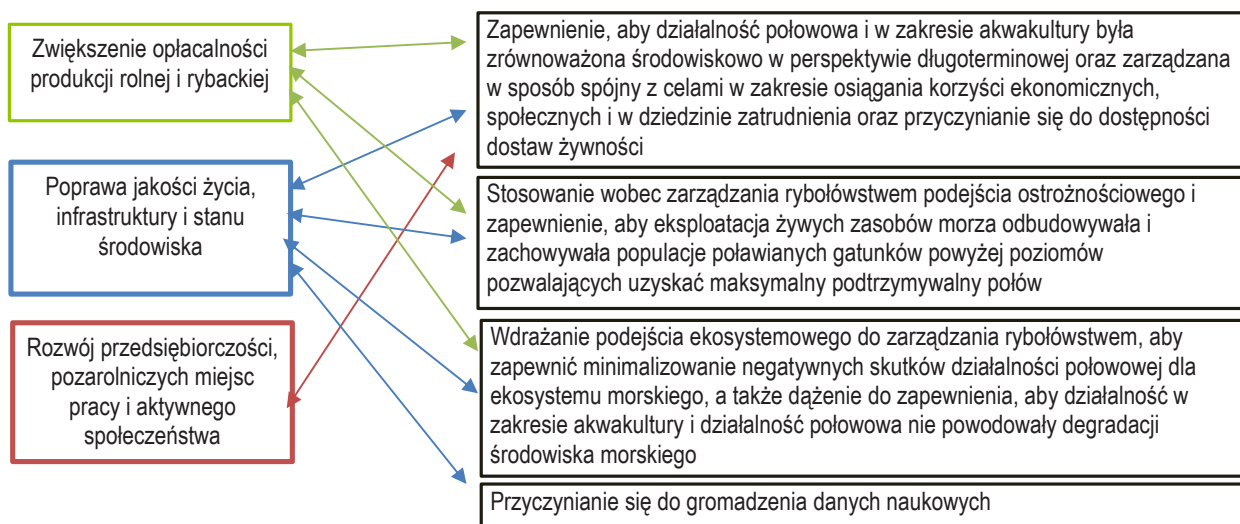 Zwiększenie opłacalności
produkcji rolnej i rybackiej
Poprawa jakości życia,
infrastruktury i stanu
środowiska
Rozwój przedsiębiorczości,
pozarolniczych miejsc
pracy i aktywnego
społeczeństwa
Zapewnienie, aby działalność połowowa i w zakresie akwakultury była
zrównoważona środowiskowo w perspektywie długoterminowej oraz zarządzana
w sposób spójny z celami w zakresie osiągania korzyści ekonomicznych,
społecznych i w dziedzinie zatrudnienia oraz przyczynianie się do dostępności
dostaw żywności
Stosowanie wobec zarządzania rybołówstwem podejścia ostrożnościowego i
zapewnienie, aby eksploatacja żywych zasobów morza odbudowywała i
zachowywała populacje poławianych gatunków powyżej poziomów
pozwalających uzyskać maksymalny podtrzymywalny połów
Wdrażanie podejścia ekosystemowego do zarządzania rybołówstwem, aby
zapewnić minimalizowanie negatywnych skutków działalności połowowej dla
ekosystemu morskiego, a także dążenie do zapewnienia, aby działalność w
zakresie akwakultury i działalność połowowa nie powodowały degradacji
środowiska morskiego
Przyczynianie się do gromadzenia danych naukowych